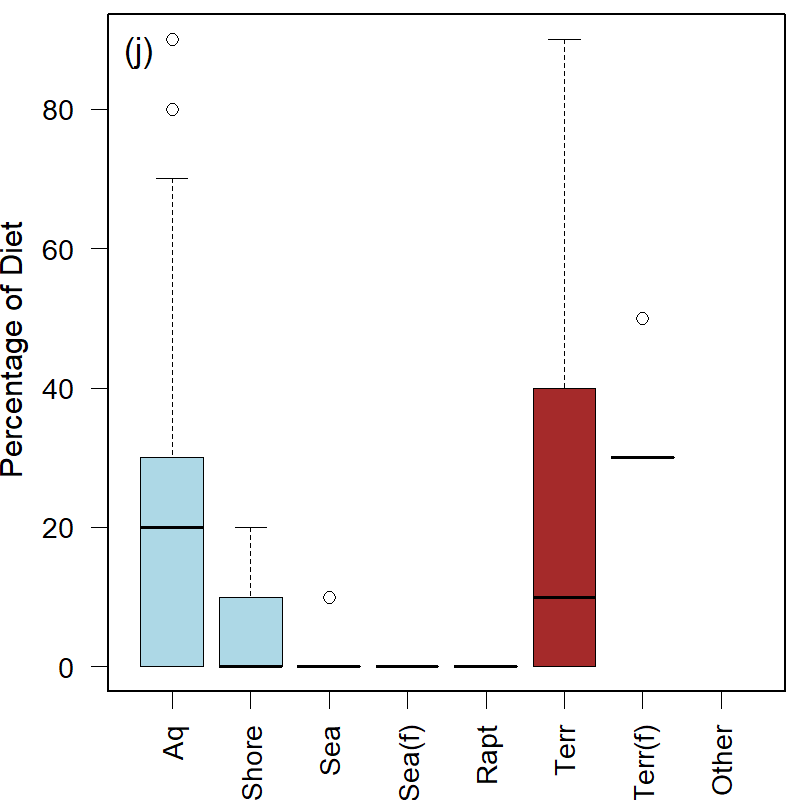 (j)
Percentage of Diet
80
60
40
20
0
Aq
Shore
Sea
Sea(f)
Rapt
Terr
Terr(f)
Other